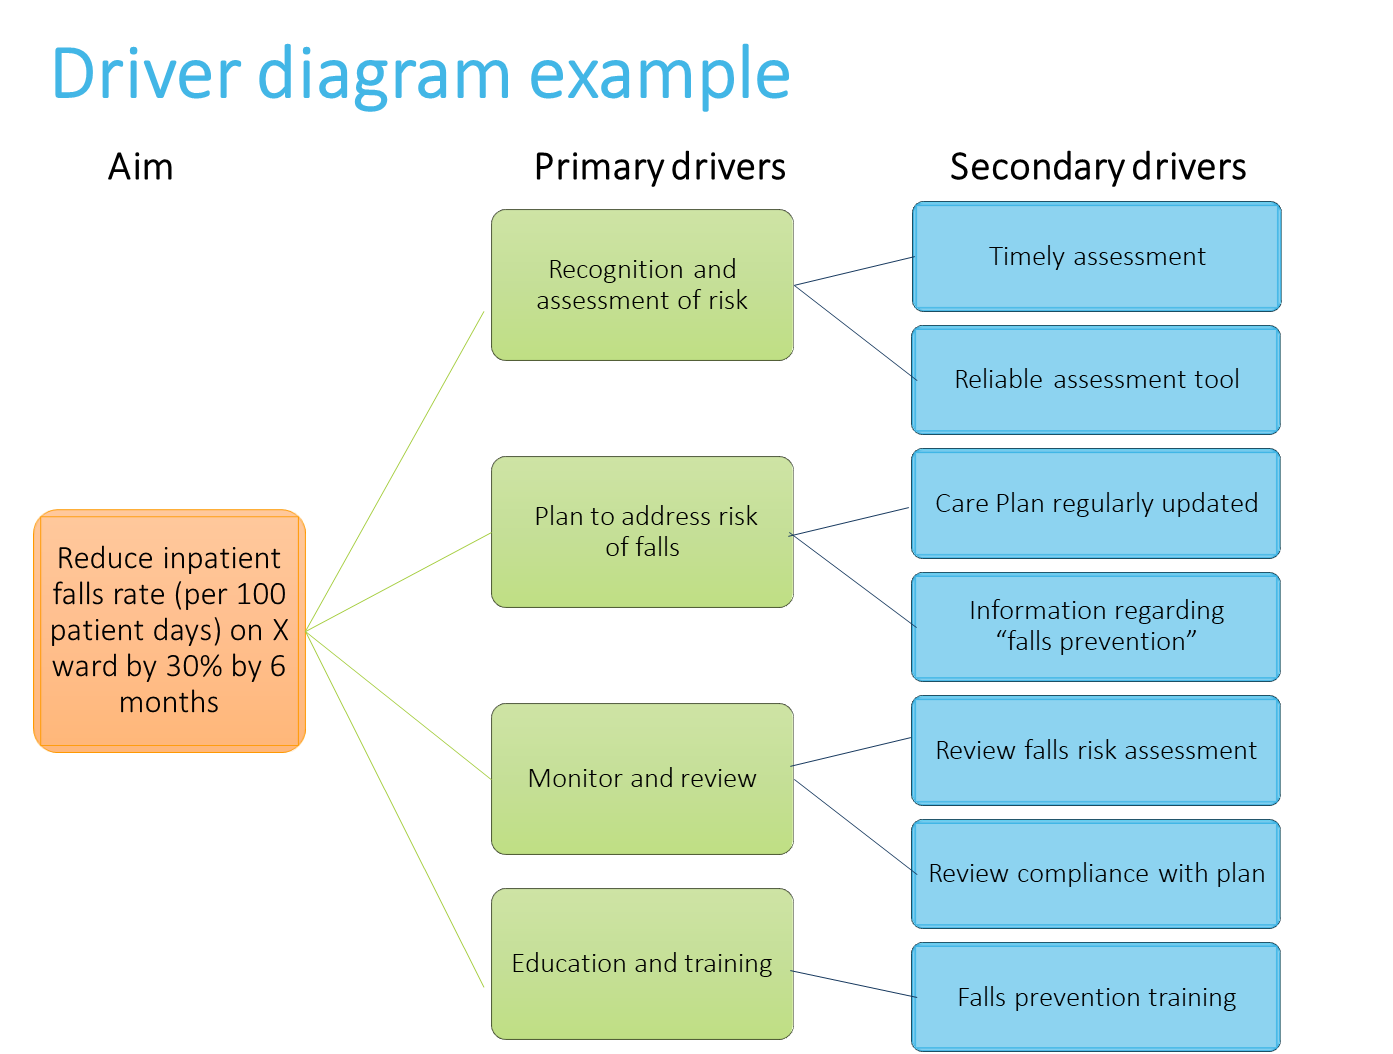 Driver diagram example
Aim
Primary drivers
Secondary drivers
Reduce inpatient
falls rate (per 100
patient days) on X
ward by 30% by 6
months
Recognition and
assessment of risk
Plan to address risk
of falls
Monitor and review
Education and training
Timely assessment
Reliable assessment tool
Care Plan regularly updated
Information regarding
“falls prevention”
Review falls risk assessment
Review compliance with plan
Falls prevention training